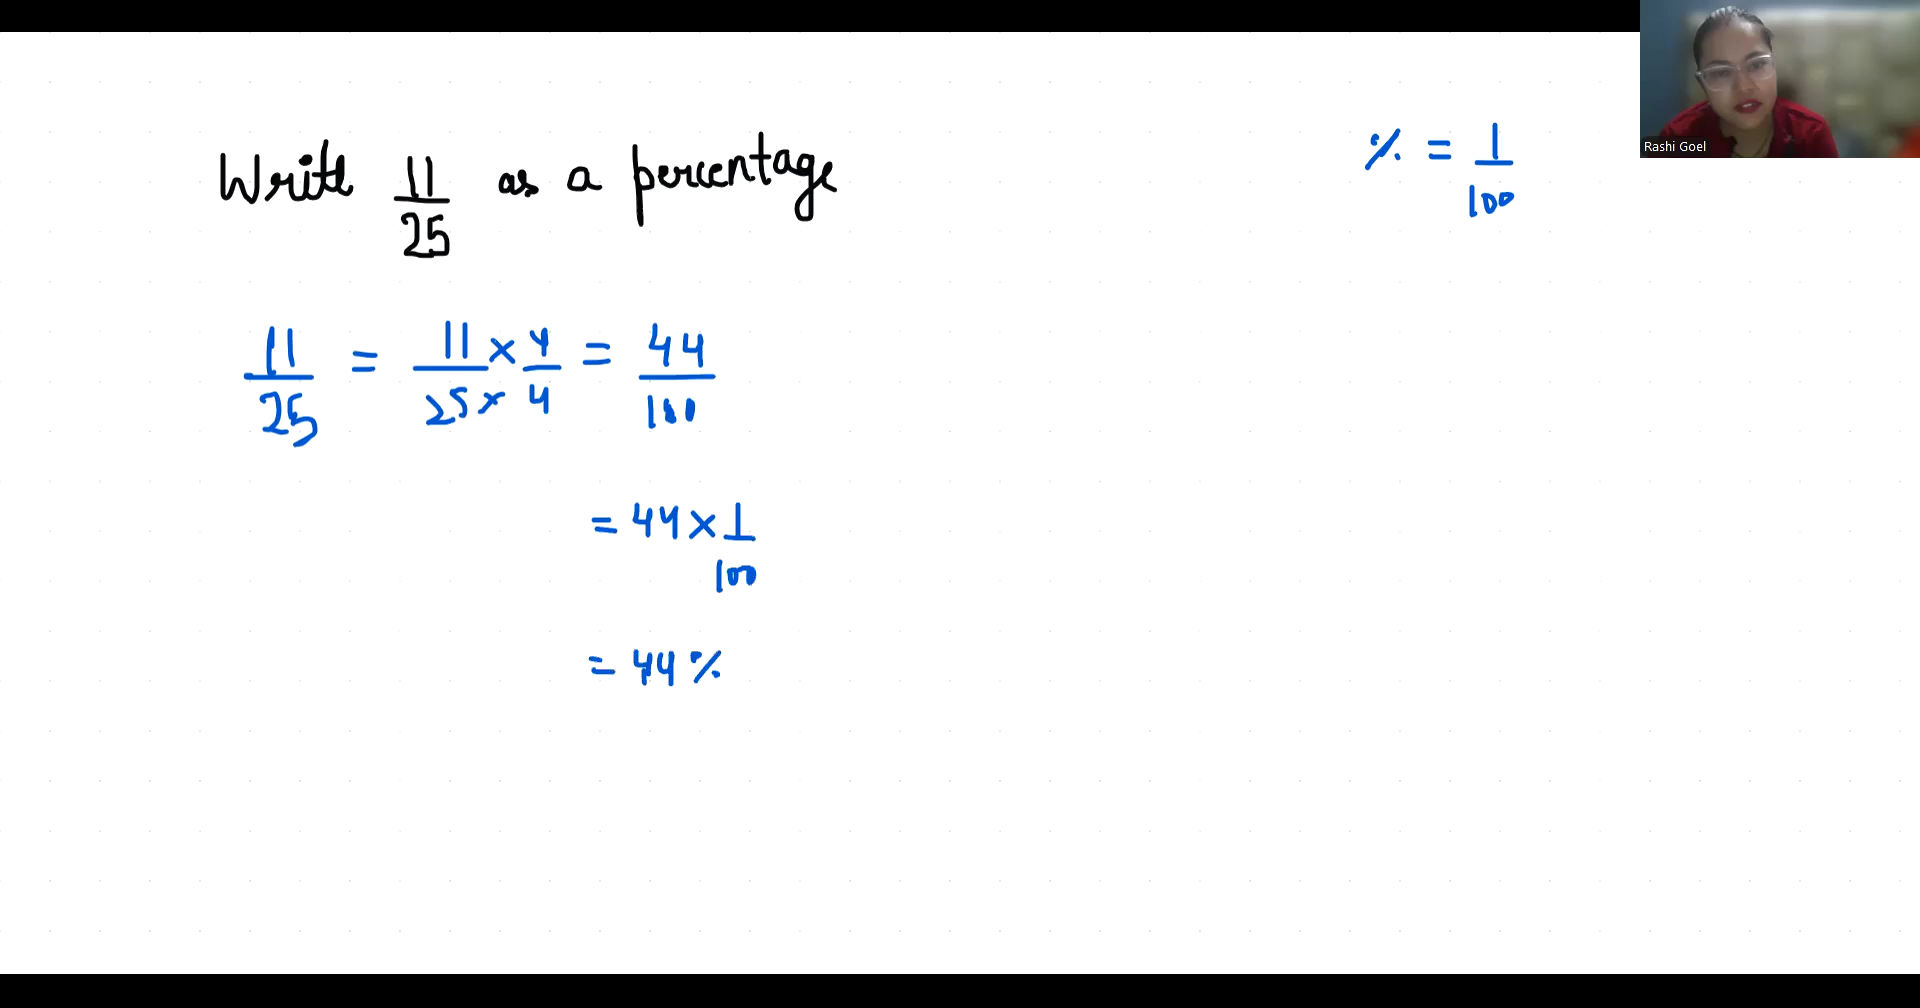 Write 11/25 as a percentage
% = 1/100
Rashi Goel
11/25 = 11 × 4 / 25 × 4 = 44/100
= 44 × 1/100
= 44 %